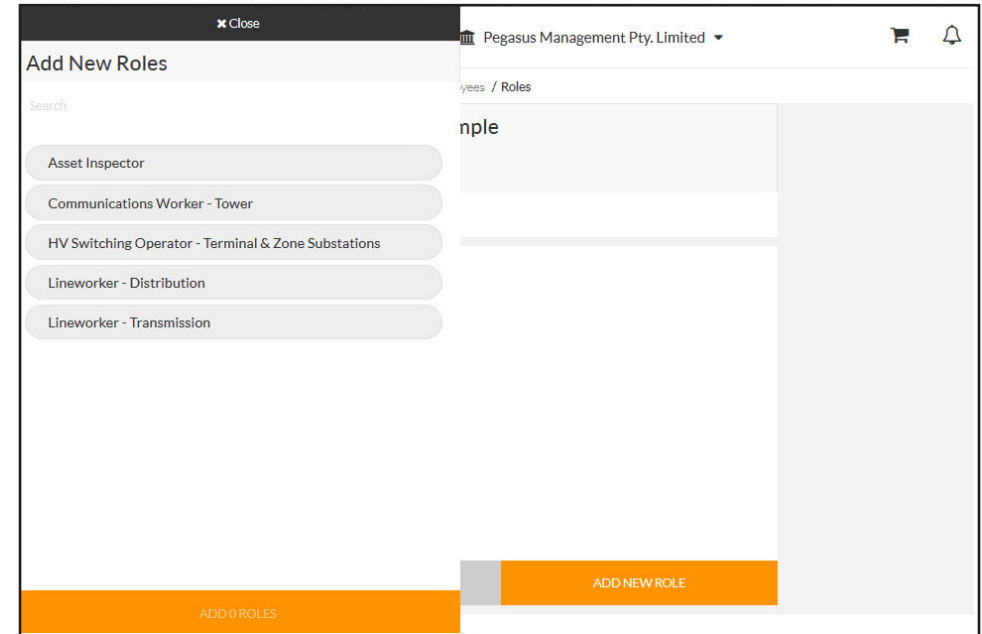 ✖ Close
Add New Roles
Search
Asset Inspector
Communications Worker - Tower
HV Switching Operator - Terminal & Zone Substations
Lineworker - Distribution
Lineworker - Transmission
ADD 0 ROLES
Pegasus Management Pty. Limited
yees / Roles
mple
ADD NEW ROLE